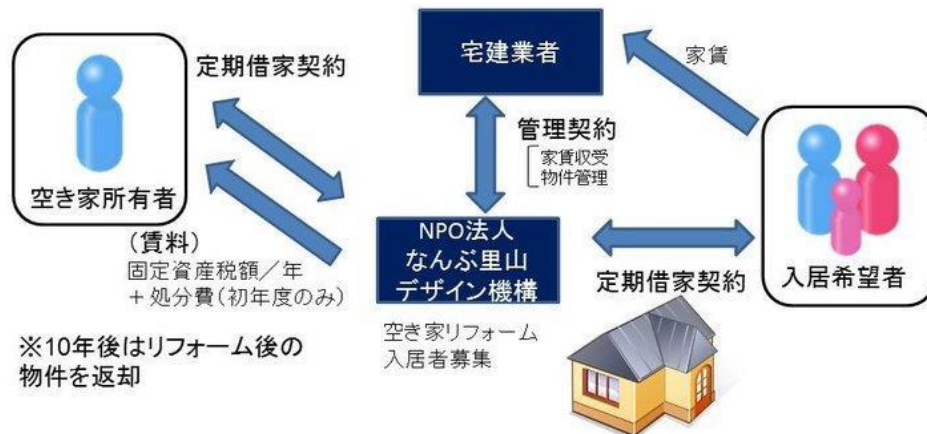 宅建業者
家賃
定期借家契約
管理契約
家賃収受
物件管理
空き家所有者
(賃料)
固定資産税額／年
＋処分費(初年度のみ)
NPO法人
なんぶ里山
デザイン機構
定期借家契約
入居希望者
空き家リフォーム
入居者募集
※10年後はリフォーム後の
物件を返却